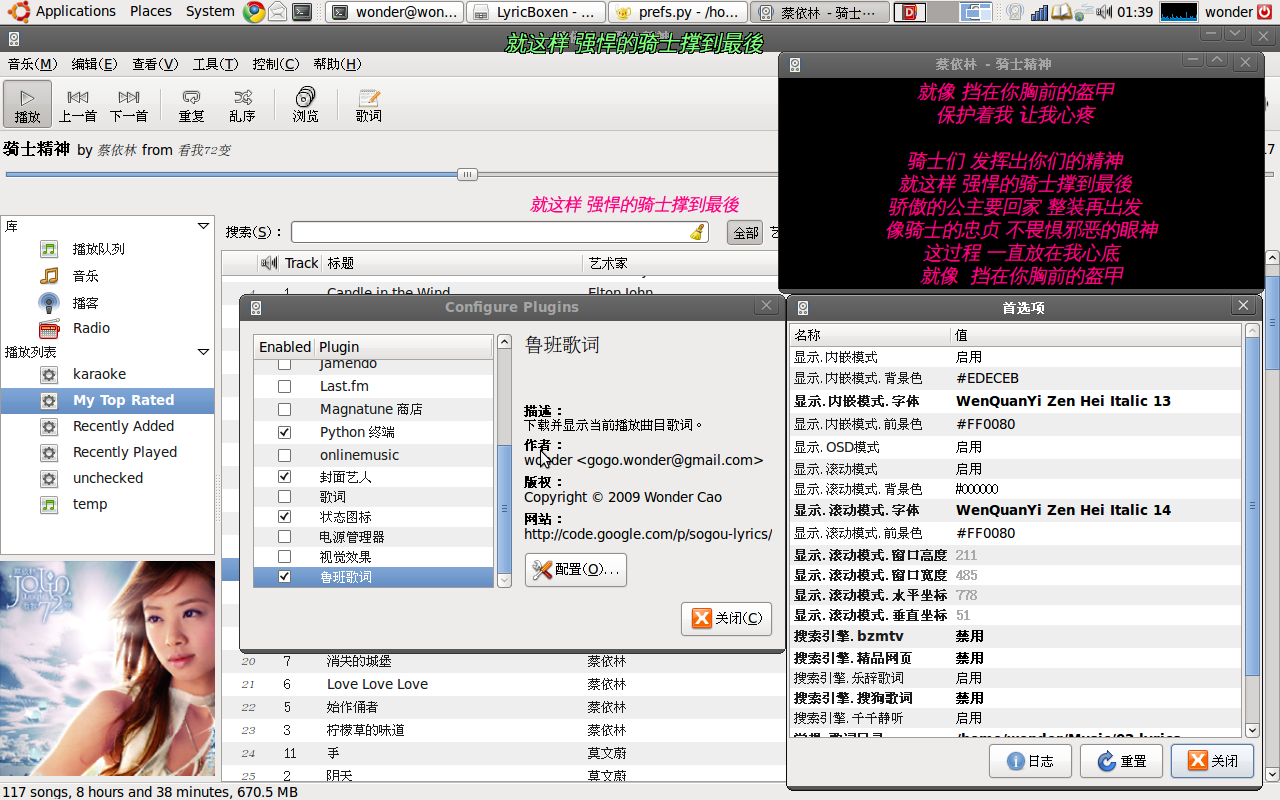 Applications Places System wonder@won... LyricBoxen - ... prefs.py - /ho... 蔡依林 - 骑士... 01:39 wonder
就这样 强悍的骑士撑到最後
音乐(M) 编辑(E) 查看(V) 工具(T) 控制(C) 帮助(H)
播放 上一首 下一首 重复 乱序 浏览 歌词
骑士精神 by 蔡依林 from 看我72变
就这样 强悍的骑士撑到最後
搜索(S)： 全部
Track 标题 艺术家
1 Candle in the Wind Elton John
库
播放队列
音乐
播客
Radio
播放列表
karaoke
My Top Rated
Recently Added
Recently Played
unchecked
temp
Jolin
72
蔡依林 - 骑士精神
就像 挡在你胸前的盔甲
保护着我 让我心疼
骑士们 发挥出你们的精神
就这样 强悍的骑士撑到最後
骄傲的公主要回家 整装再出发
像骑士的忠贞 不畏惧邪恶的眼神
这过程 一直放在我心底
就像 挡在你胸前的盔甲
Configure Plugins
Enabled Plugin
Jamendo
Last.fm
Magnatune 商店
Python 终端
onlinemusic
封面艺人
歌词
状态图标
电源管理器
视觉效果
鲁班歌词
鲁班歌词
描述：
下载并显示当前播放曲目歌词。
作者：
wonder <gogo.wonder@gmail.com>
版权：
Copyright © 2009 Wonder Cao
网站：
http://code.google.com/p/sogou-lyrics/
配置(O)...
关闭(C)
首选项
名称 值
显示.内嵌模式 启用
显示.内嵌模式.背景色 #EDECEB
显示.内嵌模式.字体 WenQuanYi Zen Hei Italic 13
显示.内嵌模式.前景色 #FF0080
显示.OSD模式 启用
显示.滚动模式 启用
显示.滚动模式.背景色 #000000
显示.滚动模式.字体 WenQuanYi Zen Hei Italic 14
显示.滚动模式.前景色 #FF0080
显示.滚动模式.窗口高度 211
显示.滚动模式.窗口宽度 485
显示.滚动模式.水平坐标 778
显示.滚动模式.垂直坐标 51
搜索引擎.bzmtv 禁用
搜索引擎.精品网页 禁用
搜索引擎.乐辞歌词 启用
搜索引擎.搜狗歌词 禁用
搜索引擎.千千静听 启用
日志 重置 关闭
20 7 消失的城堡 蔡依林
21 6 Love Love Love 蔡依林
22 5 始作俑者 蔡依林
23 3 柠檬草的味道 蔡依林
24 11 手 莫文蔚
25 2 阴天 莫文蔚
117 songs, 8 hours and 38 minutes, 670.5 MB